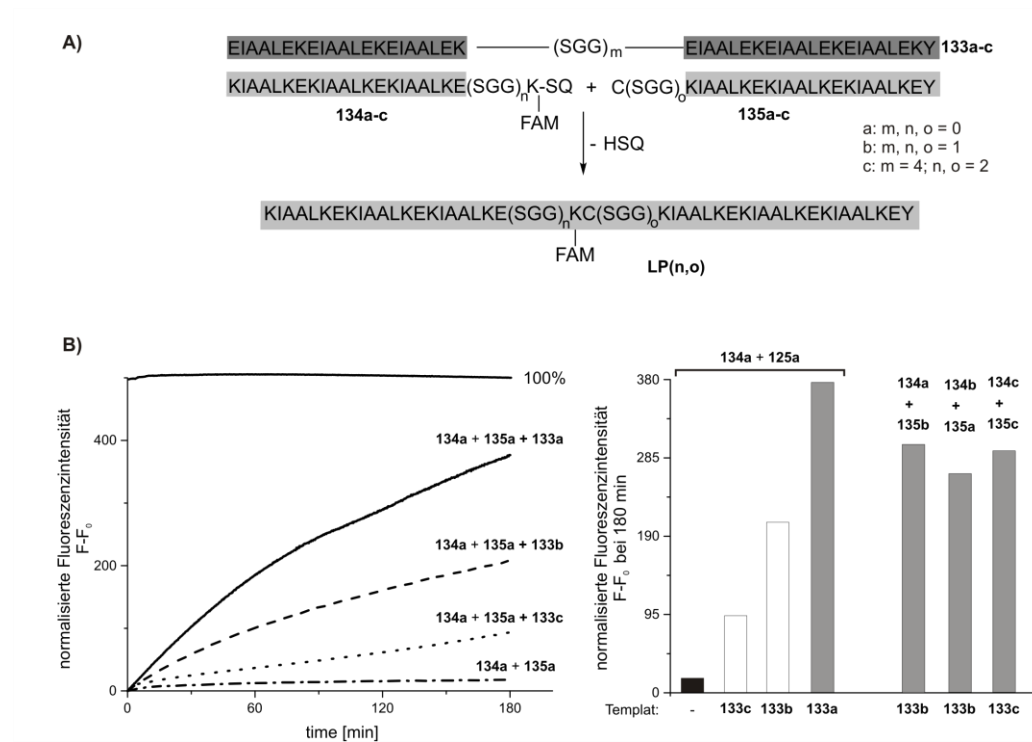 A)
EIAALEKEIAALEKEIAALEK (SGG)m EIAALEKEIAALEKEIAALEKY 133a-c
KIAALKEKIAALKEKIAALKE(SGG)nK-SQ + C(SGG)oKIAALKEKIAALKEKIAALKEY
134a-c 135a-c
FAM
a: m, n, o = 0
b: m, n, o = 1
c: m = 4; n, o = 2
- HSQ
KIAALKEKIAALKEKIAALKE(SGG)nKC(SGG)oKIAALKEKIAALKEKIAALKEY
FAM
LP(n,o)
B)
normalisierte Fluoreszenzintensität
F-F0
400
200
0
0 60 120 180
time [min]
100%
134a + 135a + 133a
134a + 135a + 133b
134a + 135a + 133c
134a + 135a
normalisierte Fluoreszenzintensität
F-F0 bei 180 min
380
285
190
95
0
134a + 125a
134a 134b 134c
+ + +
135b 135a 135c
Templat: - 133c 133b 133a 133b 133b 133c